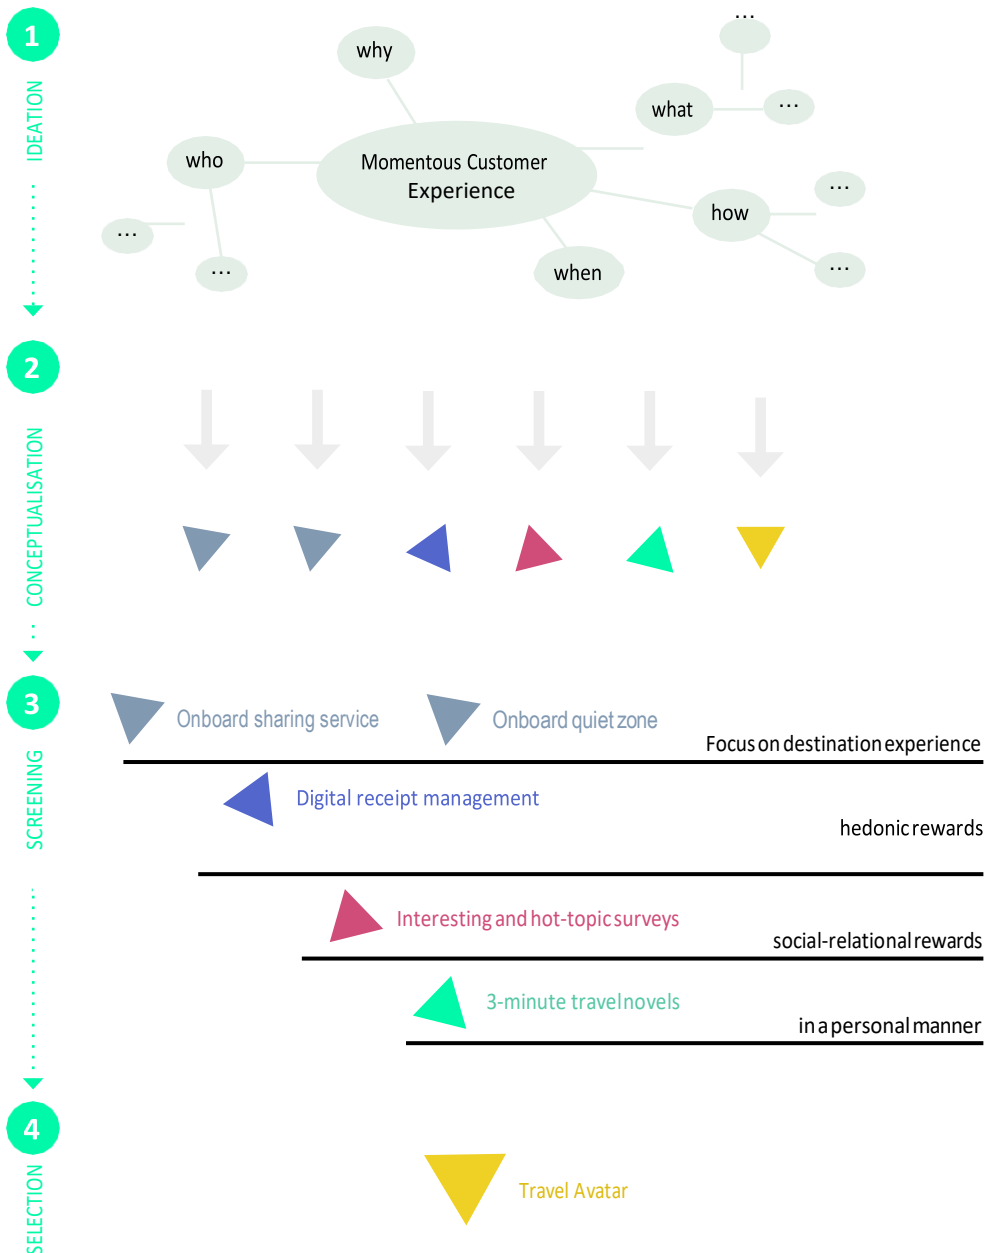 1
IDEATION
...
why
what
...
who
Momentous Customer
Experience
...
how
...
...
when
...
2
CONCEPTUALISATION
3
SCREENING
Onboard sharing service
Onboard quiet zone
Focus on destination experience
Digital receipt management
hedonic rewards
Interesting and hot-topic surveys
social-relational rewards
3-minute travel novels
in a personal manner
4
SELECTION
Travel Avatar